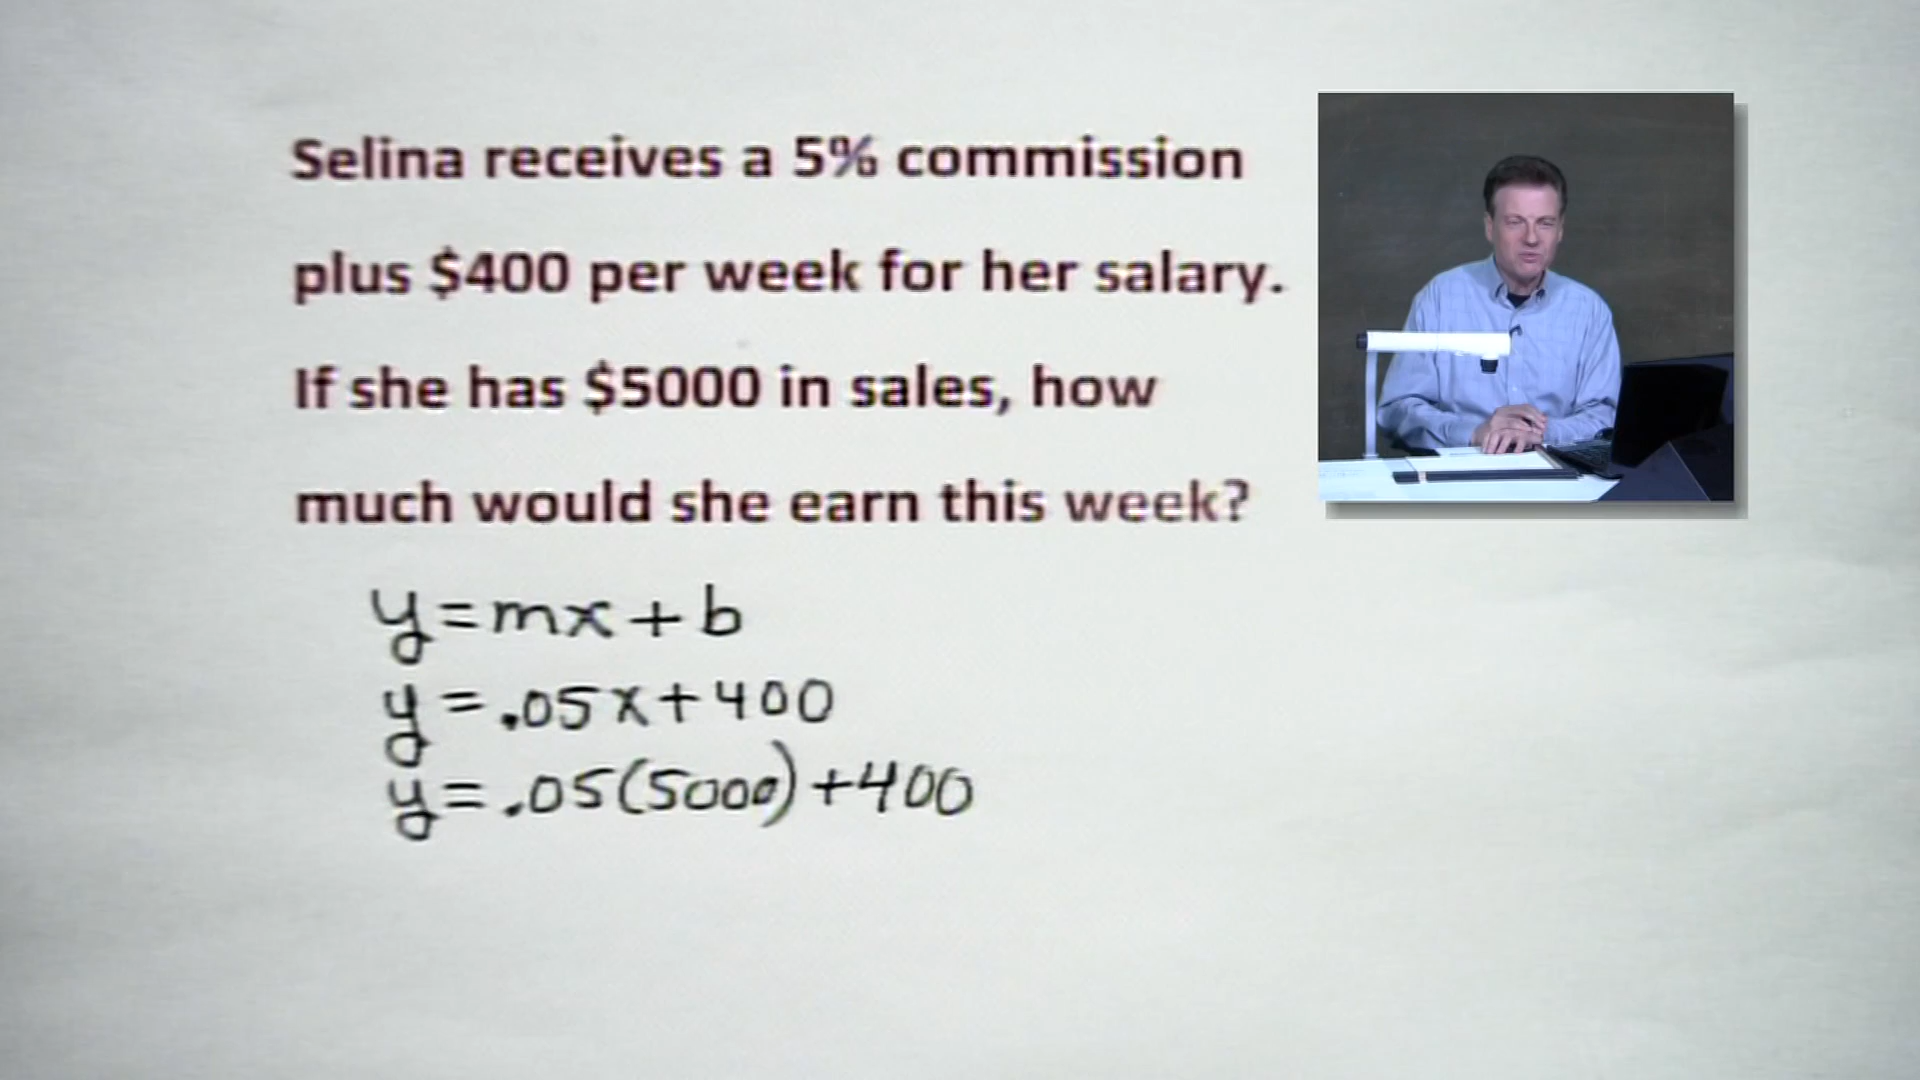 Selina receives a 5% commission
plus $400 per week for her salary.
If she has $5000 in sales, how
much would she earn this week?
y=mx+b
y=.05x+400
y=.05(5000)+400